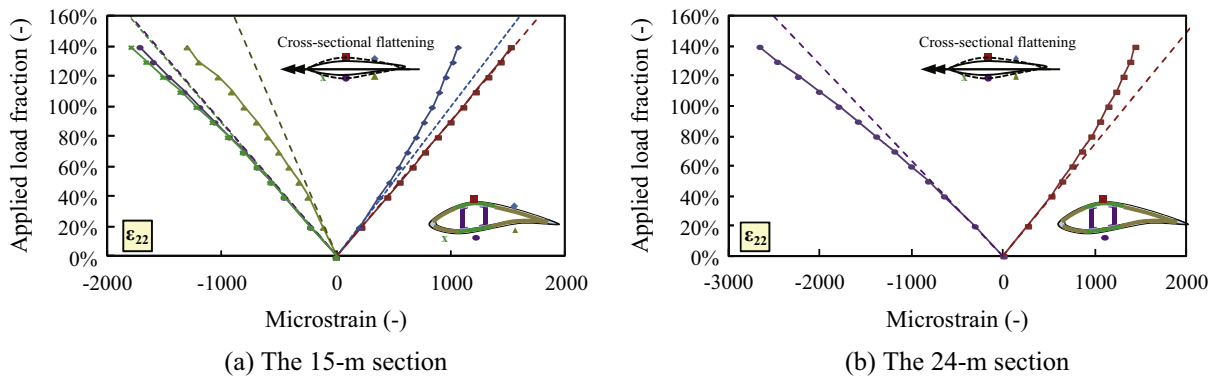 160%
140%
120%
100%
80%
60%
40%
20%
0%
Applied load fraction (-)
Cross-sectional flattening
x
ε22
x
-2000 -1000 0 1000 2000
Microstrain (-)
(a) The 15-m section
160%
140%
120%
100%
80%
60%
40%
20%
0%
Applied load fraction (-)
Cross-sectional flattening
x
ε22
-3000 -2000 -1000 0 1000 2000
Microstrain (-)
(b) The 24-m section